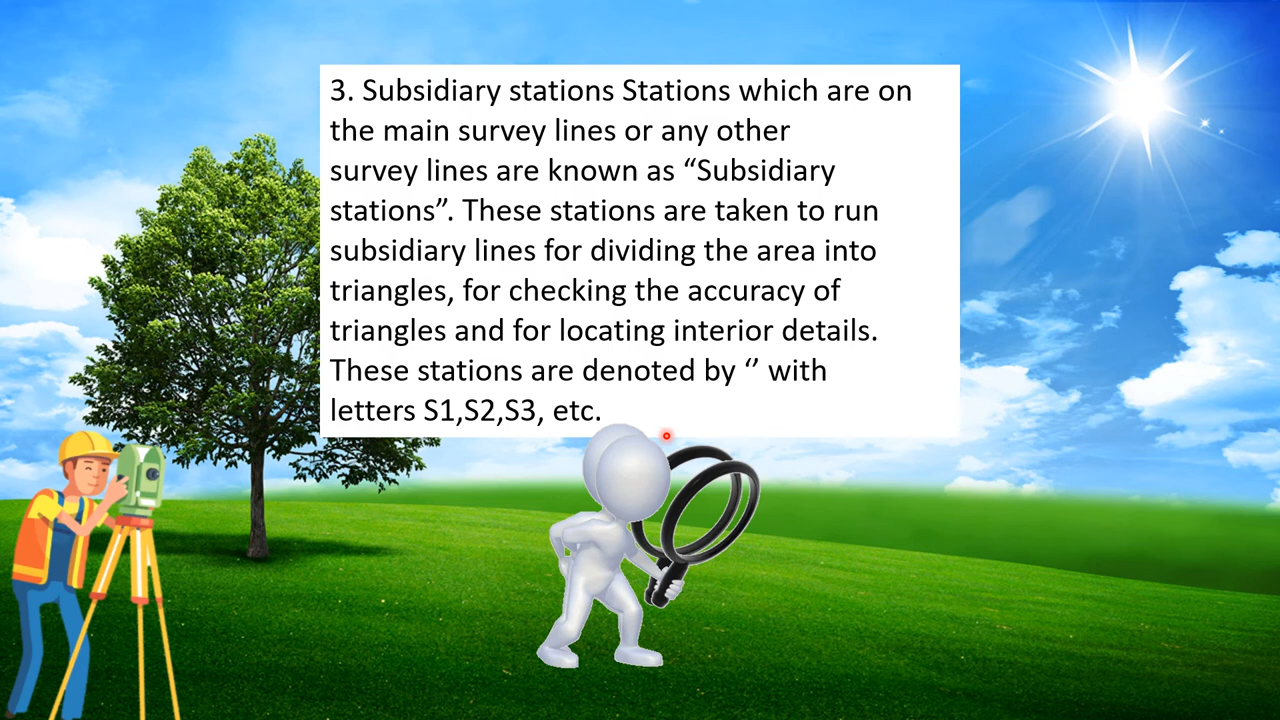 3. Subsidiary stations Stations which are on
the main survey lines or any other
survey lines are known as “Subsidiary
stations”. These stations are taken to run
subsidiary lines for dividing the area into
triangles, for checking the accuracy of
triangles and for locating interior details.
These stations are denoted by ‘’ with
letters S1,S2,S3, etc.